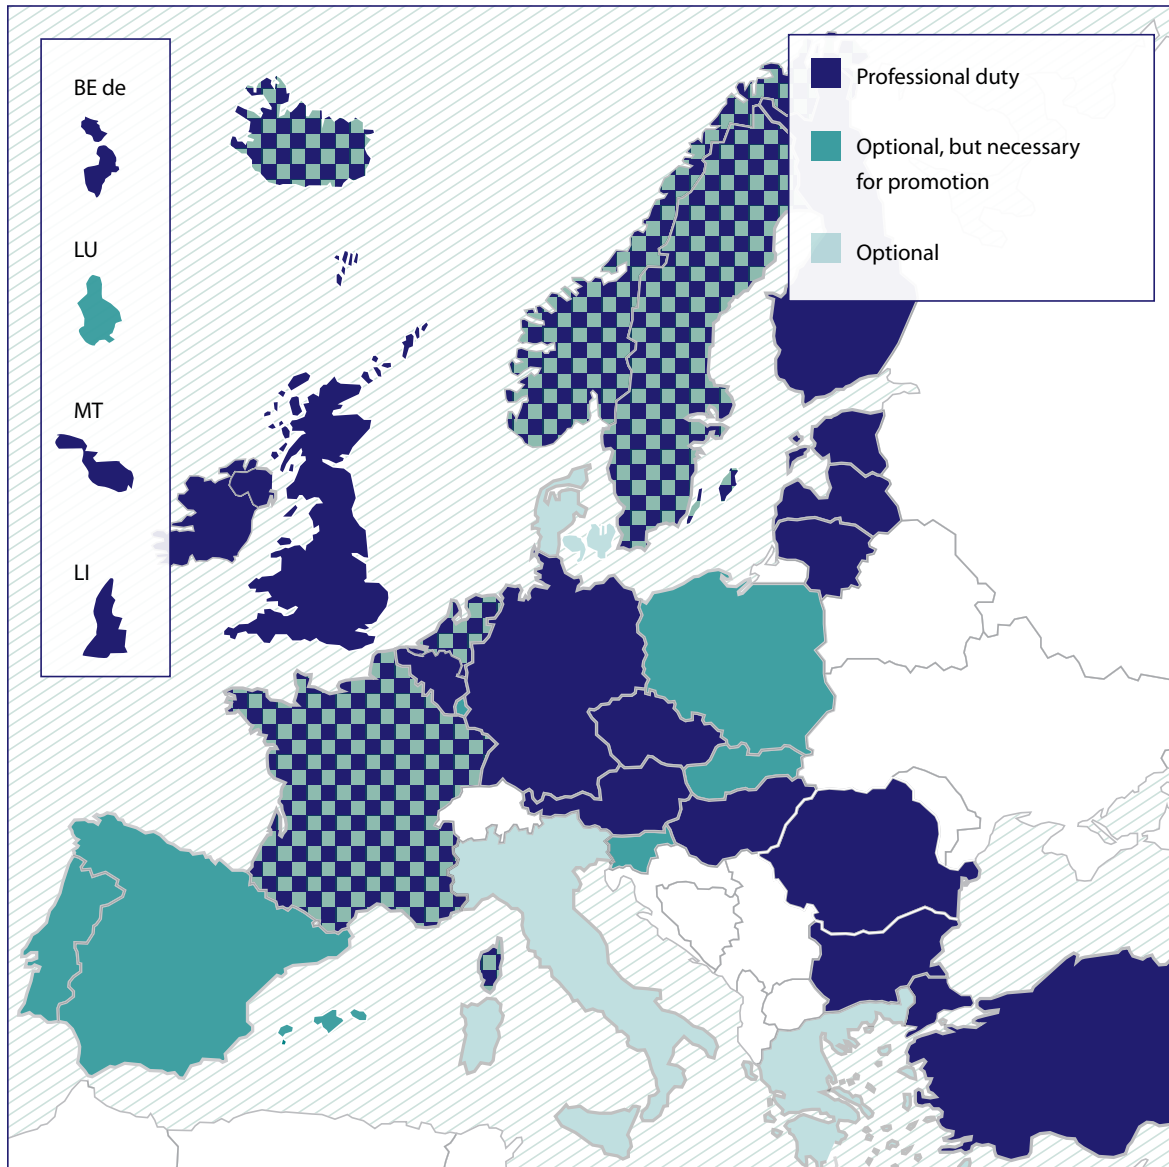 BE de
LU
MT
LI
Professional duty
Optional, but necessary
for promotion
Optional